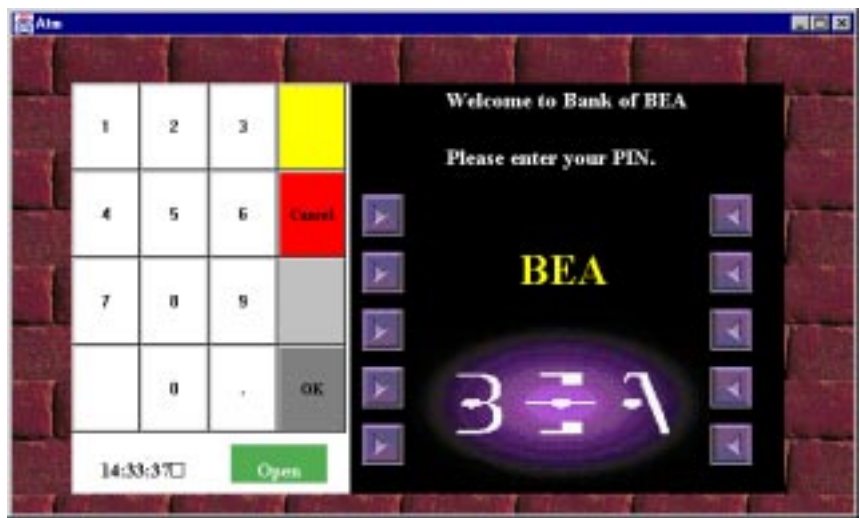 Atm
Welcome to Bank of BEA
Please enter your PIN.
1 2 3
4 5 6 Cancel
7 8 9
0 . OK
BEA
BEA
14:33:37
Open